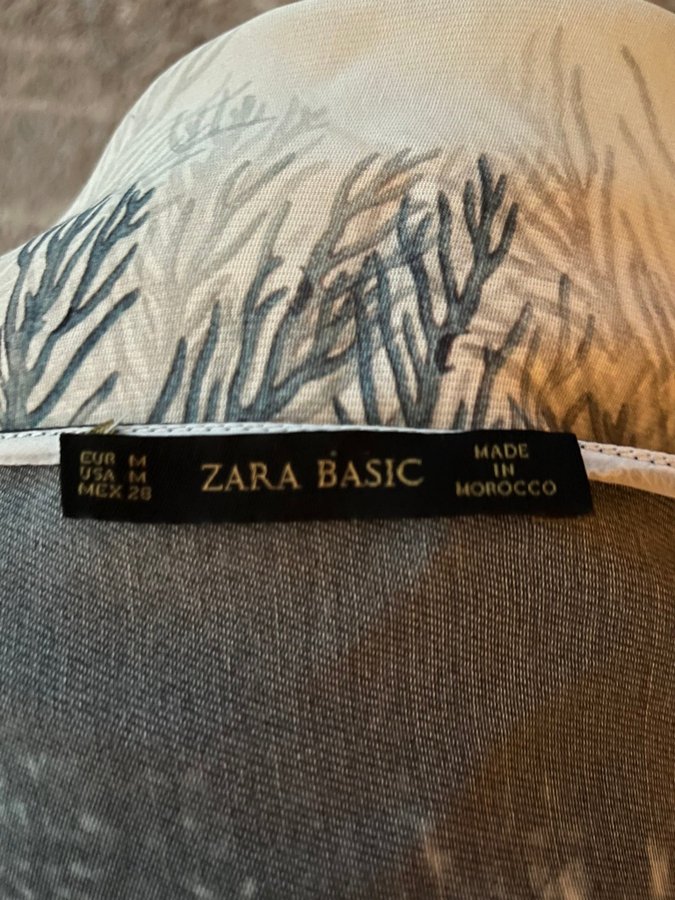 EUR M
USA M
MEX 28
ZARA BASIC
MADE
IN
MOROCCO